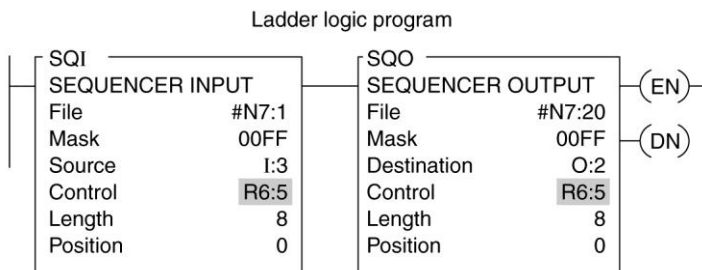 Ladder logic program
SQI
SEQUENCER INPUT
File #N7:1
Mask 00FF
Source I:3
Control R6:5
Length 8
Position 0
SQO
SEQUENCER OUTPUT
File #N7:20
Mask 00FF
Destination O:2
Control R6:5
Length 8
Position 0
EN
DN